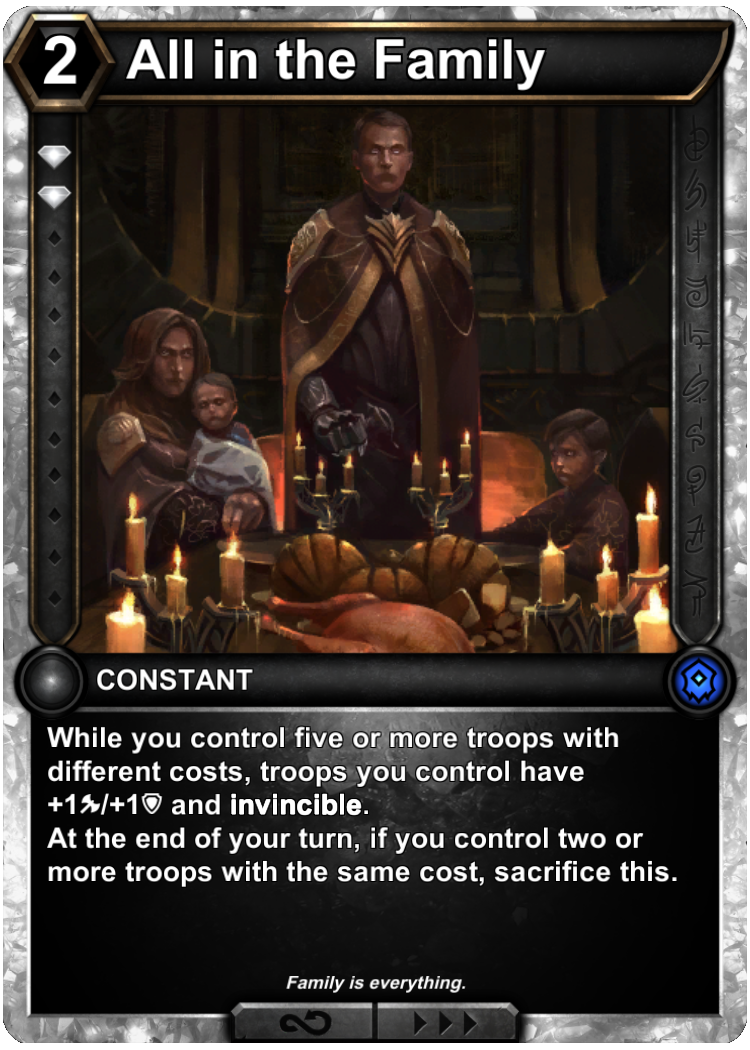 2 All in the Family
CONSTANT
While you control five or more troops with
different costs, troops you control have
+1/+1 and invincible.
At the end of your turn, if you control two or
more troops with the same cost, sacrifice this.
Family is everything.